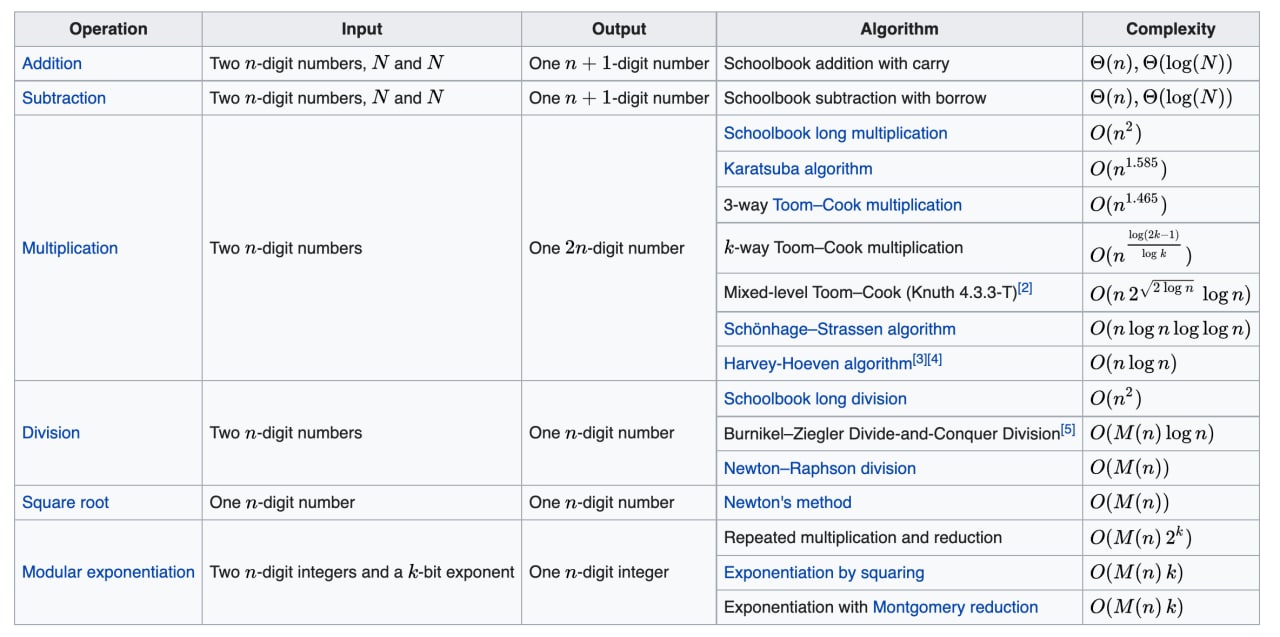 Operation Input Output Algorithm Complexity
Addition Two n-digit numbers, N and N One n + 1-digit number Schoolbook addition with carry Θ(n), Θ(log(N))
Subtraction Two n-digit numbers, N and N One n + 1-digit number Schoolbook subtraction with borrow Θ(n), Θ(log(N))
Multiplication Two n-digit numbers One 2n-digit number Schoolbook long multiplication O(n^2)
Karatsuba algorithm O(n^1.585)
3-way Toom–Cook multiplication O(n^1.465)
k-way Toom–Cook multiplication O(n^(log(2k−1)/log k))
Mixed-level Toom–Cook (Knuth 4.3.3-T)[2] O(n 2^√(2 log n) log n)
Schönhage–Strassen algorithm O(n log n log log n)
Harvey-Hoeven algorithm[3][4] O(n log n)
Division Two n-digit numbers One n-digit number Schoolbook long division O(n^2)
Burnikel–Ziegler Divide-and-Conquer Division[5] O(M(n) log n)
Newton–Raphson division O(M(n))
Square root One n-digit number One n-digit number Newton's method O(M(n))
Modular exponentiation Two n-digit integers and a k-bit exponent One n-digit integer Repeated multiplication and reduction O(M(n) 2^k)
Exponentiation by squaring O(M(n) k)
Exponentiation with Montgomery reduction O(M(n) k)